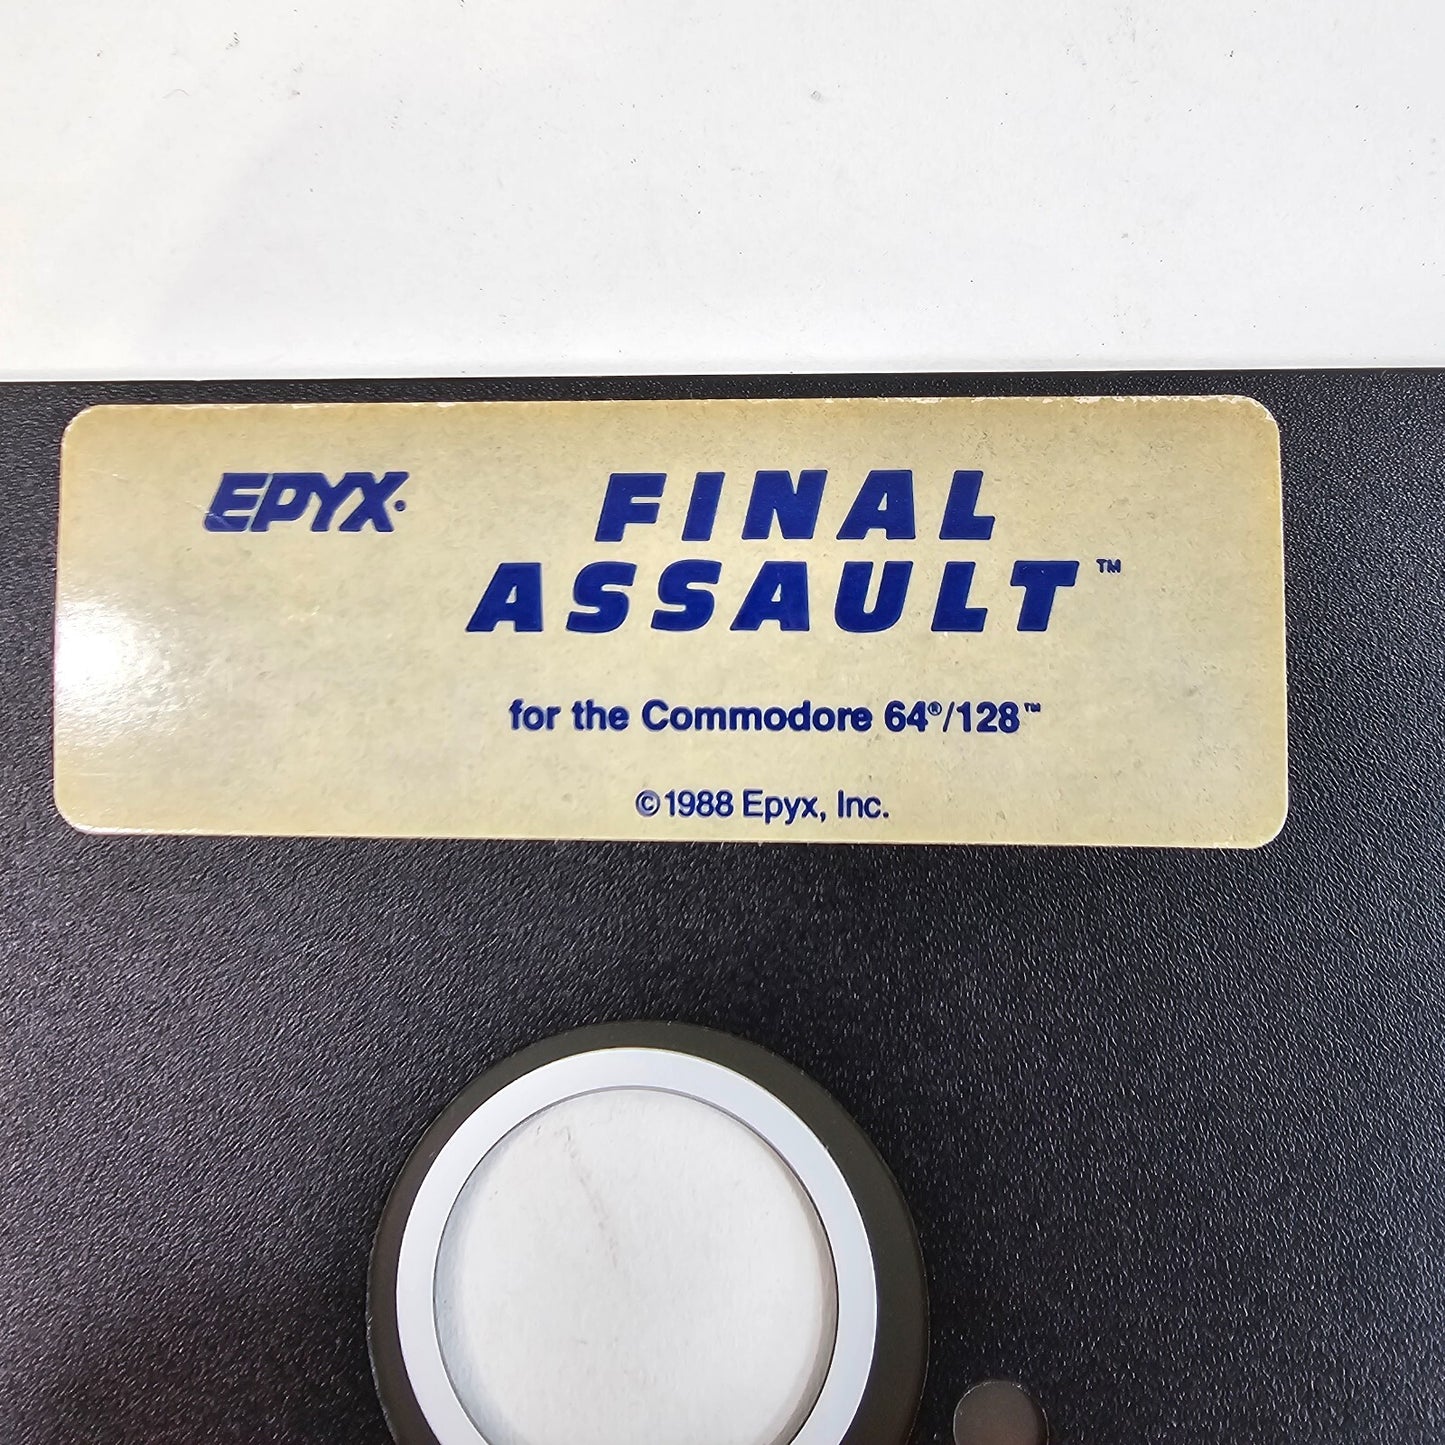 EPYX®
FINAL
ASSAULT™
for the Commodore 64®/128™
©1988 Epyx, Inc.